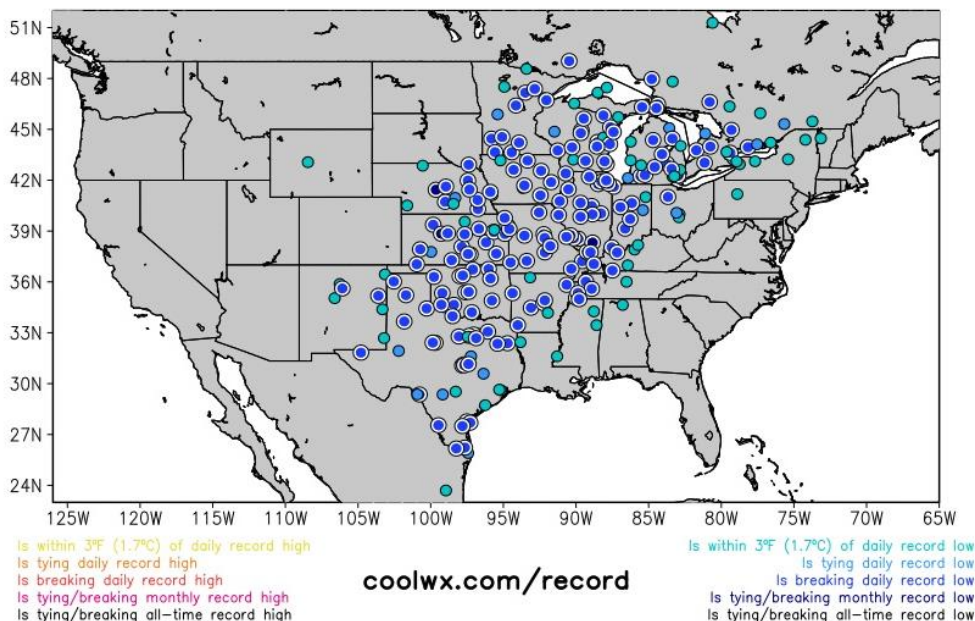 51N
48N
45N
42N
39N
36N
33N
30N
27N
24N
125W 120W 115W 110W 105W 100W 95W 90W 85W 80W 75W 70W 65W
Is within 3ºF (1.7ºC) of daily record high
Is tying daily record high
Is breaking daily record high
Is tying/breaking monthly record high
Is tying/breaking all-time record high
coolwx.com/record
Is within 3ºF (1.7ºC) of daily record low
Is tying daily record low
Is breaking daily record low
Is tying/breaking monthly record low
Is tying/breaking all-time record low